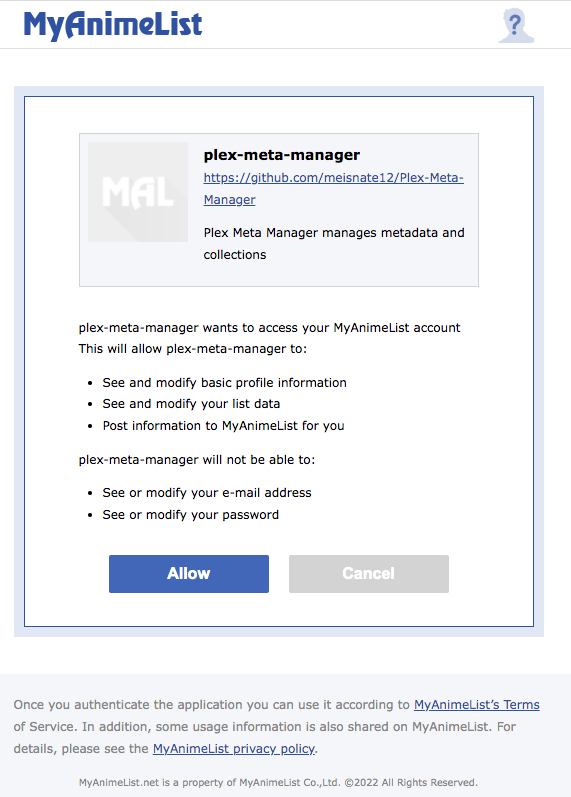 MyAnimeList
?
MAL
plex-meta-manager
https://github.com/meisnate12/Plex-Meta-
Manager
Plex Meta Manager manages metadata and
collections
plex-meta-manager wants to access your MyAnimeList account
This will allow plex-meta-manager to:
• See and modify basic profile information
• See and modify your list data
• Post information to MyAnimeList for you
plex-meta-manager will not be able to:
• See or modify your e-mail address
• See or modify your password
Allow
Cancel
Once you authenticate the application you can use it according to MyAnimeList's Terms
of Service. In addition, some usage information is also shared on MyAnimeList. For
details, please see the MyAnimeList privacy policy.
MyAnimeList.net is a property of MyAnimeList Co.,Ltd. ©2022 All Rights Reserved.